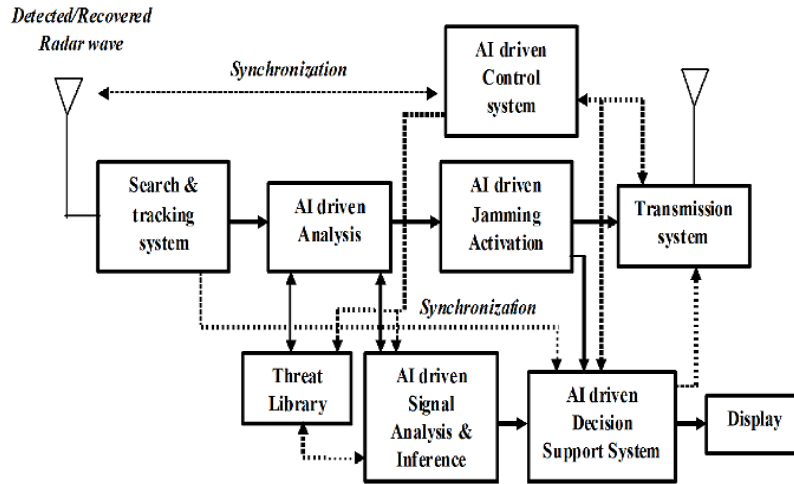 Detected/Recovered
Radar wave
Synchronization
AI driven
Control
system
Search &
tracking
system
AI driven
Analysis
AI driven
Jamming
Activation
Transmission
system
Synchronization
Threat
Library
AI driven
Signal
Analysis &
Inference
AI driven
Decision
Support System
Display